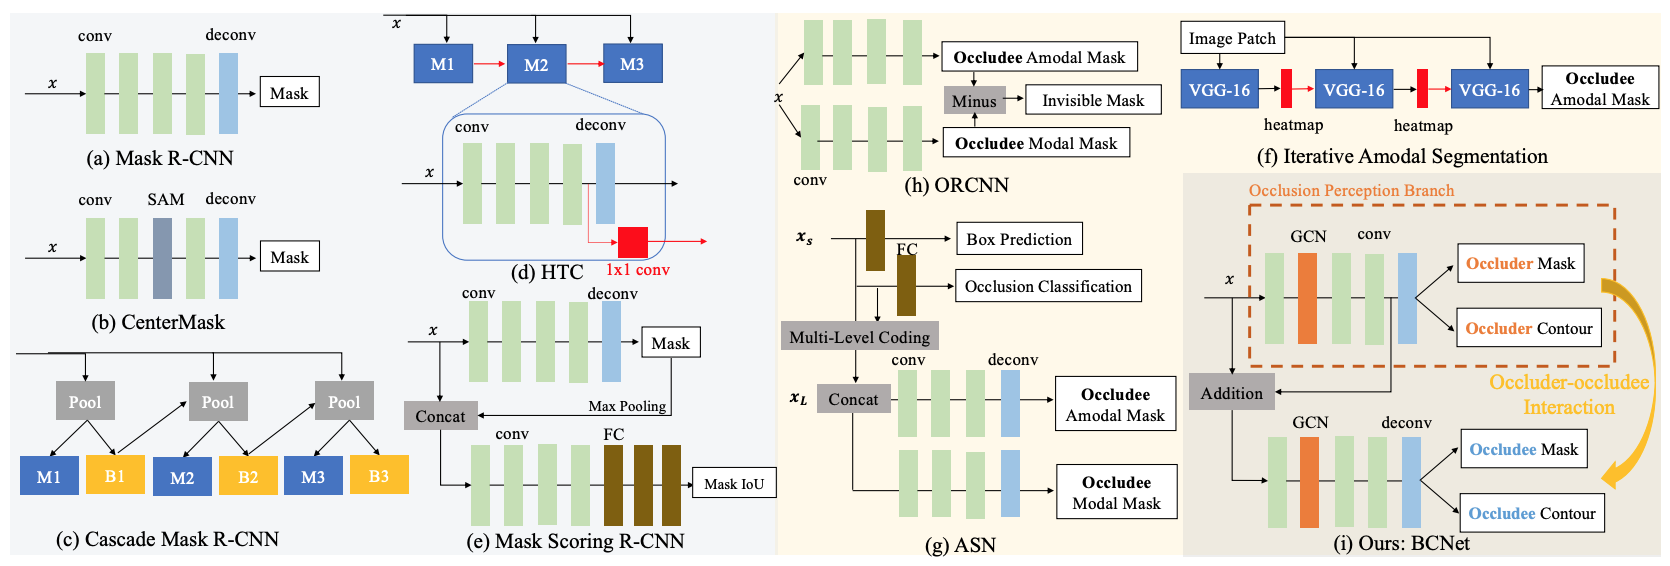 conv
deconv
x
Mask
(a) Mask R-CNN
conv
SAM
deconv
x
Mask
(b) CenterMask
Pool
Pool
Pool
M1
B1
M2
B2
M3
B3
(c) Cascade Mask R-CNN
x
M1
M2
M3
conv
deconv
x
(d) HTC
1x1 conv
conv
deconv
x
Mask
Max Pooling
Concat
conv
FC
Mask IoU
(e) Mask Scoring R-CNN
x
Occludee Amodal Mask
Minus
Invisible Mask
Occludee Modal Mask
conv
(h) ORCNN
xs
Box Prediction
FC
Occlusion Classification
Multi-Level Coding
conv
deconv
xL
Concat
Occludee
Amodal Mask
Occludee
Modal Mask
(g) ASN
Image Patch
VGG-16
VGG-16
VGG-16
Occludee
Amodal Mask
heatmap
heatmap
(f) Iterative Amodal Segmentation
Occlusion Perception Branch
GCN
conv
x
Occluder Mask
Occluder Contour
Addition
Occluder-occludee
Interaction
GCN
deconv
Occludee Mask
Occludee Contour
(i) Ours: BCNet